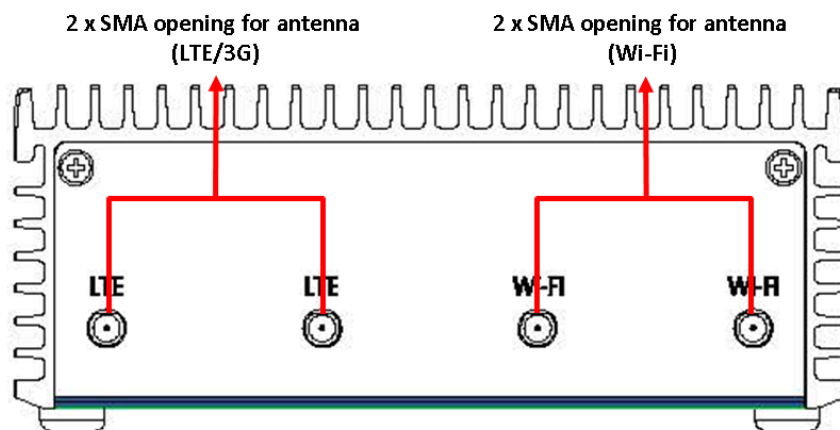 2 x SMA opening for antenna
(LTE/3G)
2 x SMA opening for antenna
(Wi-Fi)
LTE
LTE
Wi-Fi
Wi-Fi